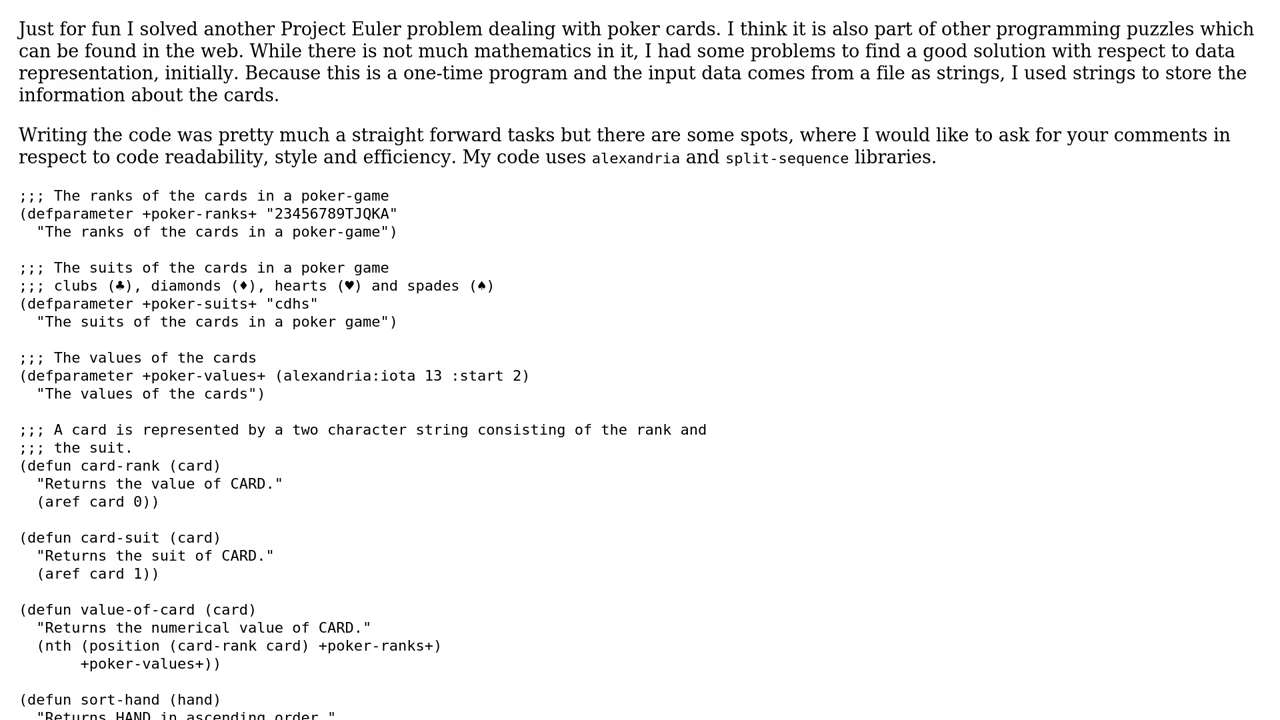 Just for fun I solved another Project Euler problem dealing with poker cards. I think it is also part of other programming puzzles which
can be found in the web. While there is not much mathematics in it, I had some problems to find a good solution with respect to data
representation, initially. Because this is a one-time program and the input data comes from a file as strings, I used strings to store the
information about the cards.
Writing the code was pretty much a straight forward tasks but there are some spots, where I would like to ask for your comments in
respect to code readability, style and efficiency. My code uses alexandria and split-sequence libraries.
;;; The ranks of the cards in a poker-game
(defparameter +poker-ranks+ "23456789TJQKA"
  "The ranks of the cards in a poker-game")
;;; The suits of the cards in a poker game
;;; clubs (♣), diamonds (♦), hearts (♥) and spades (♠)
(defparameter +poker-suits+ "cdhs"
  "The suits of the cards in a poker game")
;;; The values of the cards
(defparameter +poker-values+ (alexandria:iota 13 :start 2)
  "The values of the cards")
;;; A card is represented by a two character string consisting of the rank and
;;; the suit.
(defun card-rank (card)
  "Returns the value of CARD."
  (aref card 0))
(defun card-suit (card)
  "Returns the suit of CARD."
  (aref card 1))
(defun value-of-card (card)
  "Returns the numerical value of CARD."
  (nth (position (card-rank card) +poker-ranks+)
       +poker-values+))
(defun sort-hand (hand)
  "Returns HAND in ascending order."